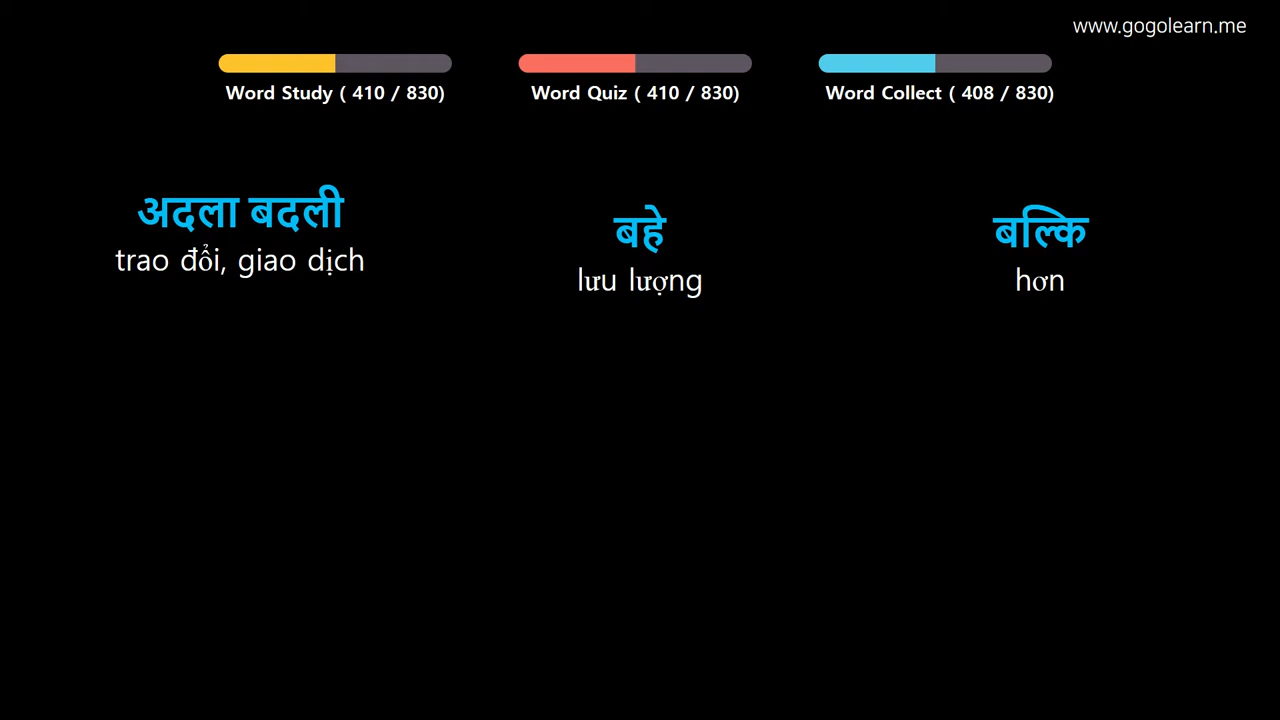 www.gogolearn.me
Word Study ( 410 / 830)
Word Quiz ( 410 / 830)
Word Collect ( 408 / 830)
अदला बदली
trao đổi, giao dịch
बहे
lưu lượng
बल्कि
hơn